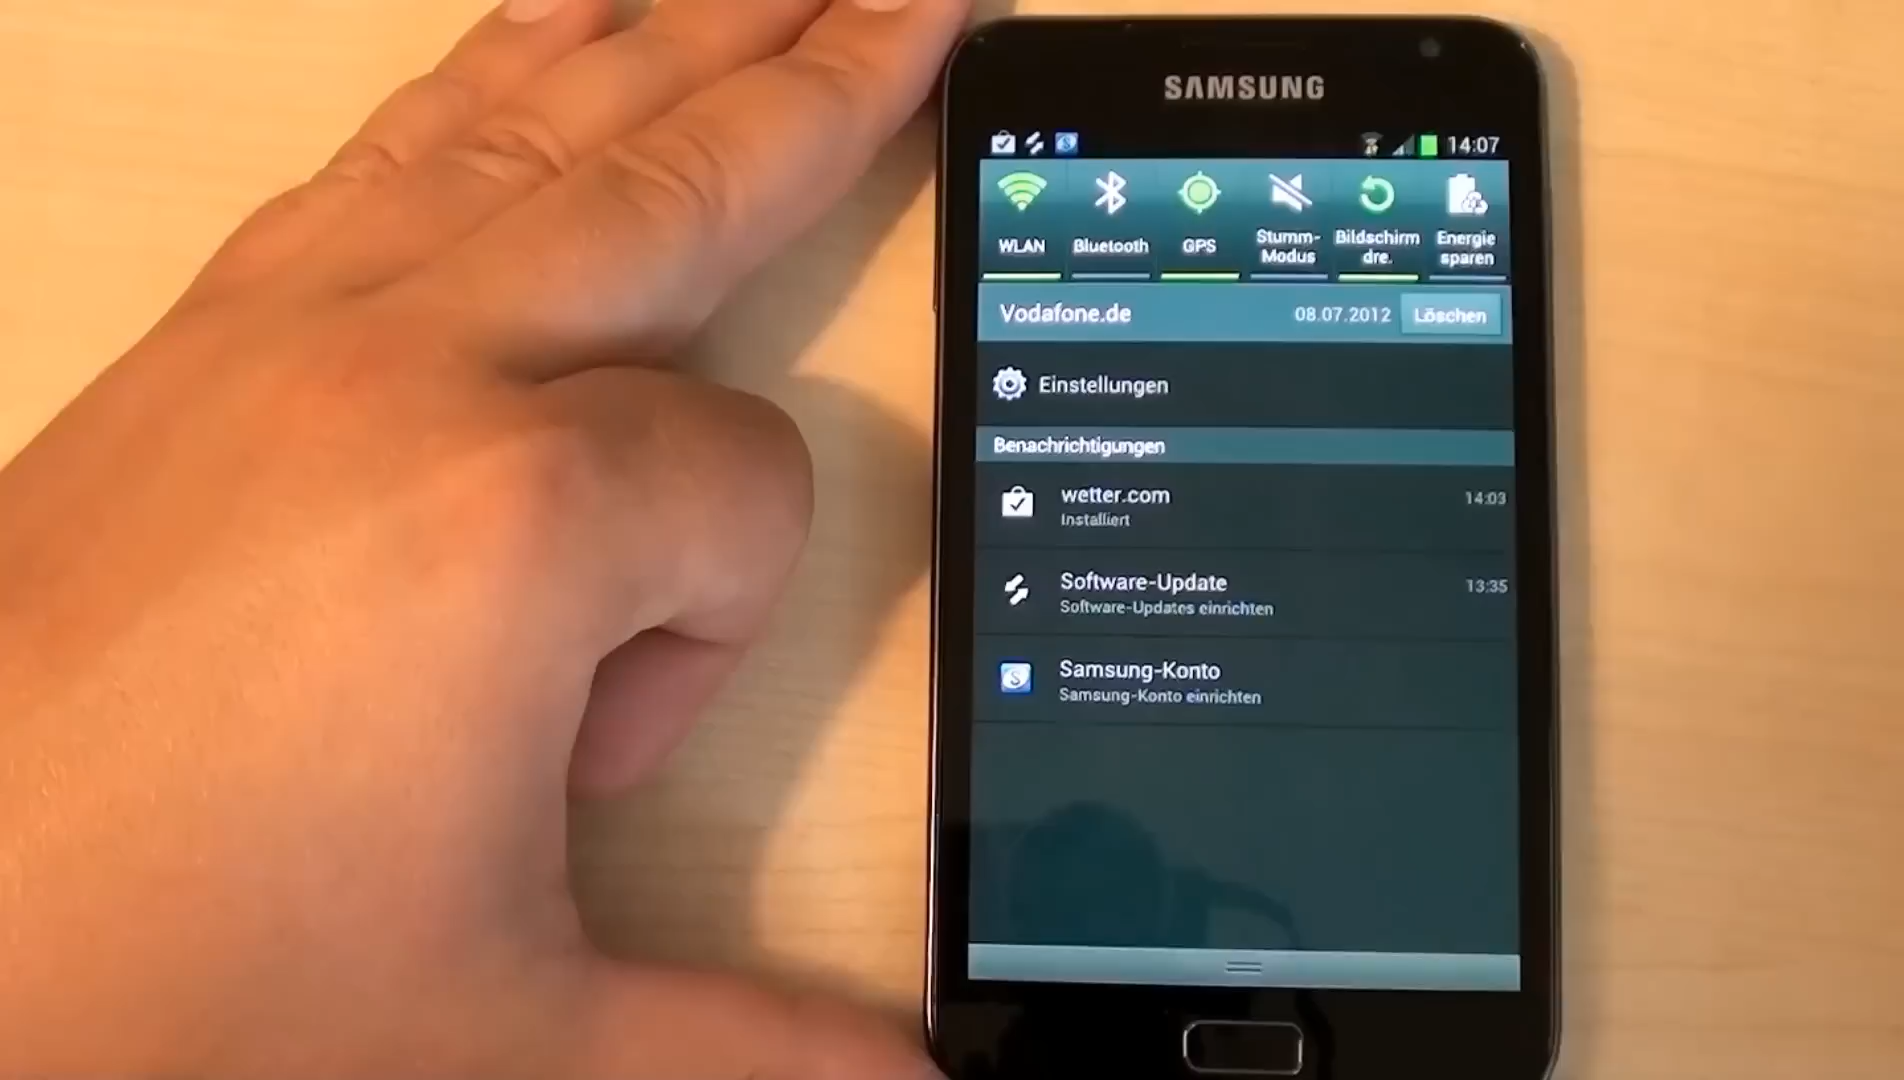 SAMSUNG
14:07
WLAN
Bluetooth
GPS
Stumm-
Modus
Bildschirm
dre.
Energie
sparen
Vodafone.de 08.07.2012 Löschen
Einstellungen
Benachrichtigungen
wetter.com 14:03
Installiert
Software-Update 13:35
Software-Updates einrichten
Samsung-Konto
Samsung-Konto einrichten